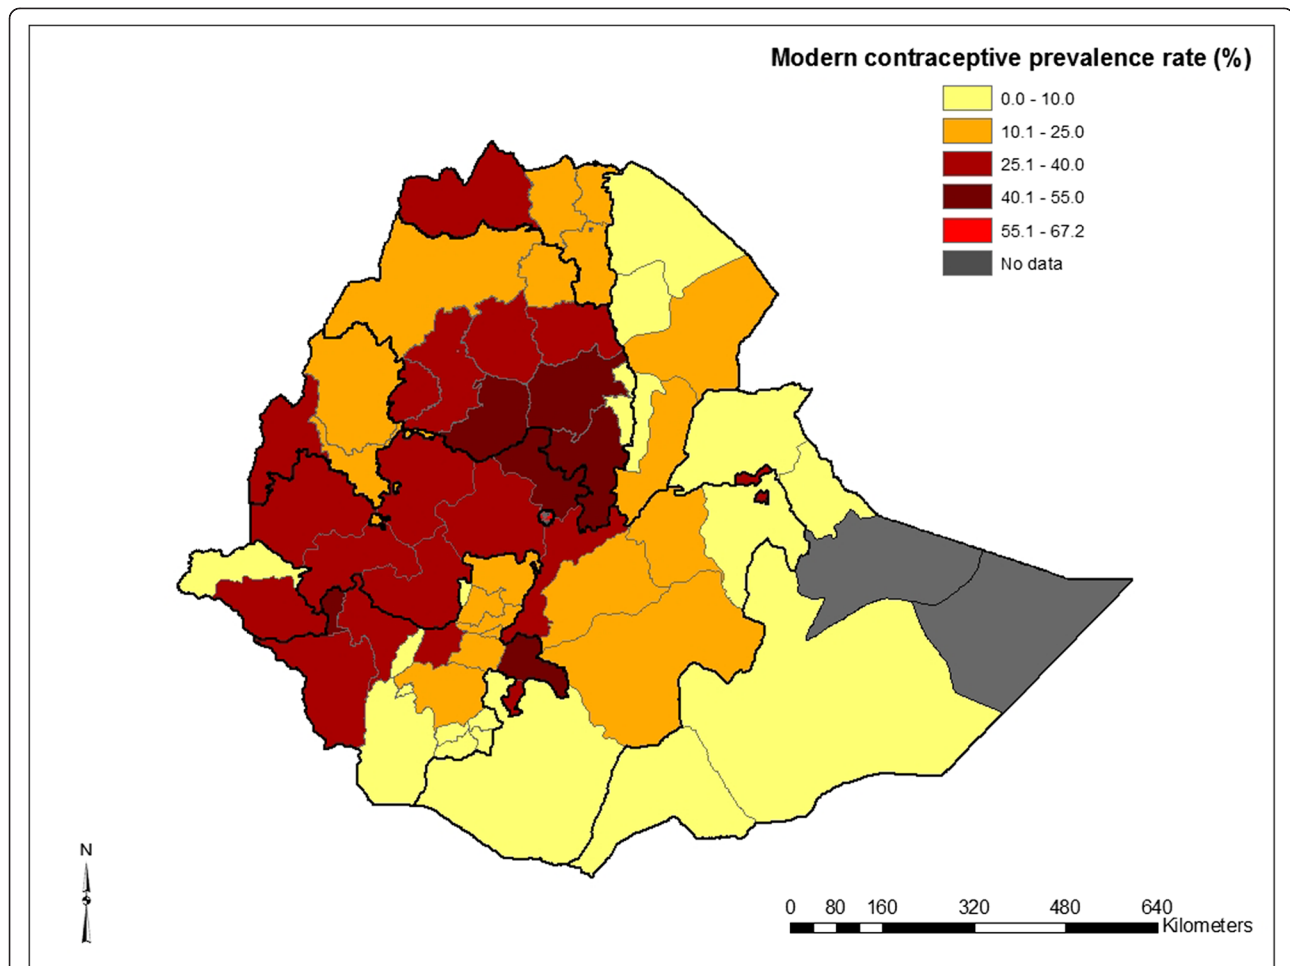 Modern contraceptive prevalence rate (%)
0.0 - 10.0
10.1 - 25.0
25.1 - 40.0
40.1 - 55.0
55.1 - 67.2
No data
N
0 80 160 320 480 640
Kilometers